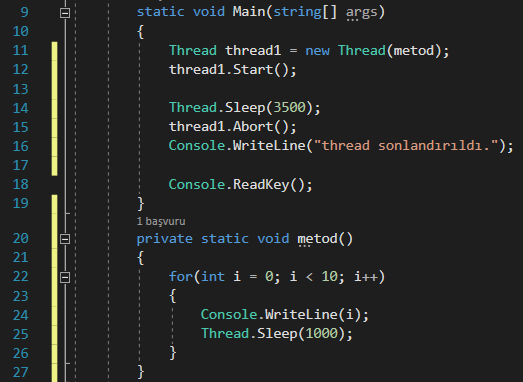 9 static void Main(string[] args)
10 {
11 Thread thread1 = new Thread(metod);
12 thread1.Start();
13
14 Thread.Sleep(3500);
15 thread1.Abort();
16 Console.WriteLine("thread sonlandırıldı.");
17
18 Console.ReadKey();
19 }
1 başvuru
20 private static void metod()
21 {
22 for(int i = 0; i < 10; i++)
23 {
24 Console.WriteLine(i);
25 Thread.Sleep(1000);
26 }
27 }